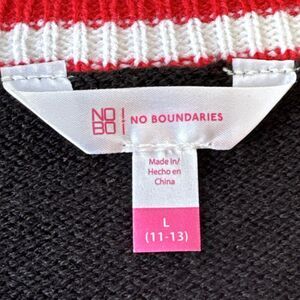 NO
BO
NO BOUNDARIES
Made in/
Hecho en
China
L
(11-13)